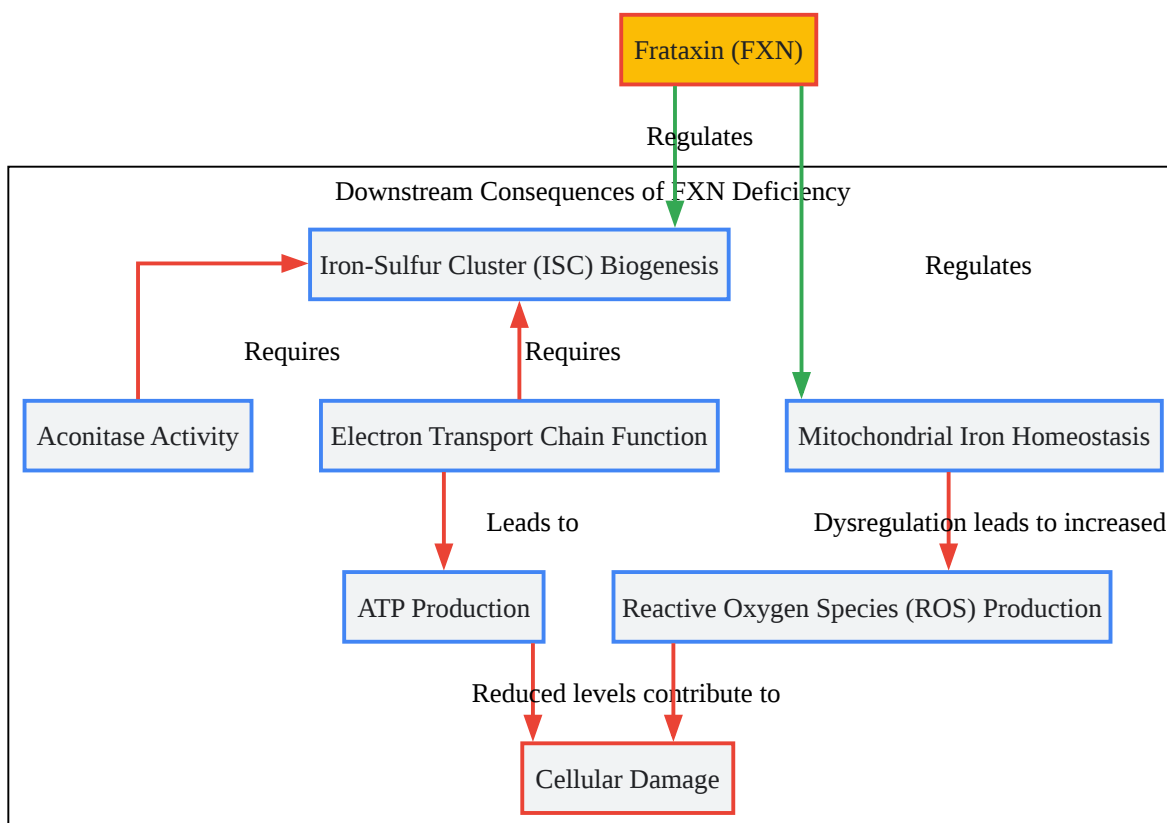 Frataxin (FXN)
Regulates
Downstream Consequences of FXN Deficiency
Iron-Sulfur Cluster (ISC) Biogenesis
Regulates
Requires
Requires
Aconitase Activity
Electron Transport Chain Function
Mitochondrial Iron Homeostasis
Leads to
Dysregulation leads to increased
ATP Production
Reactive Oxygen Species (ROS) Production
Reduced levels contribute to
Cellular Damage